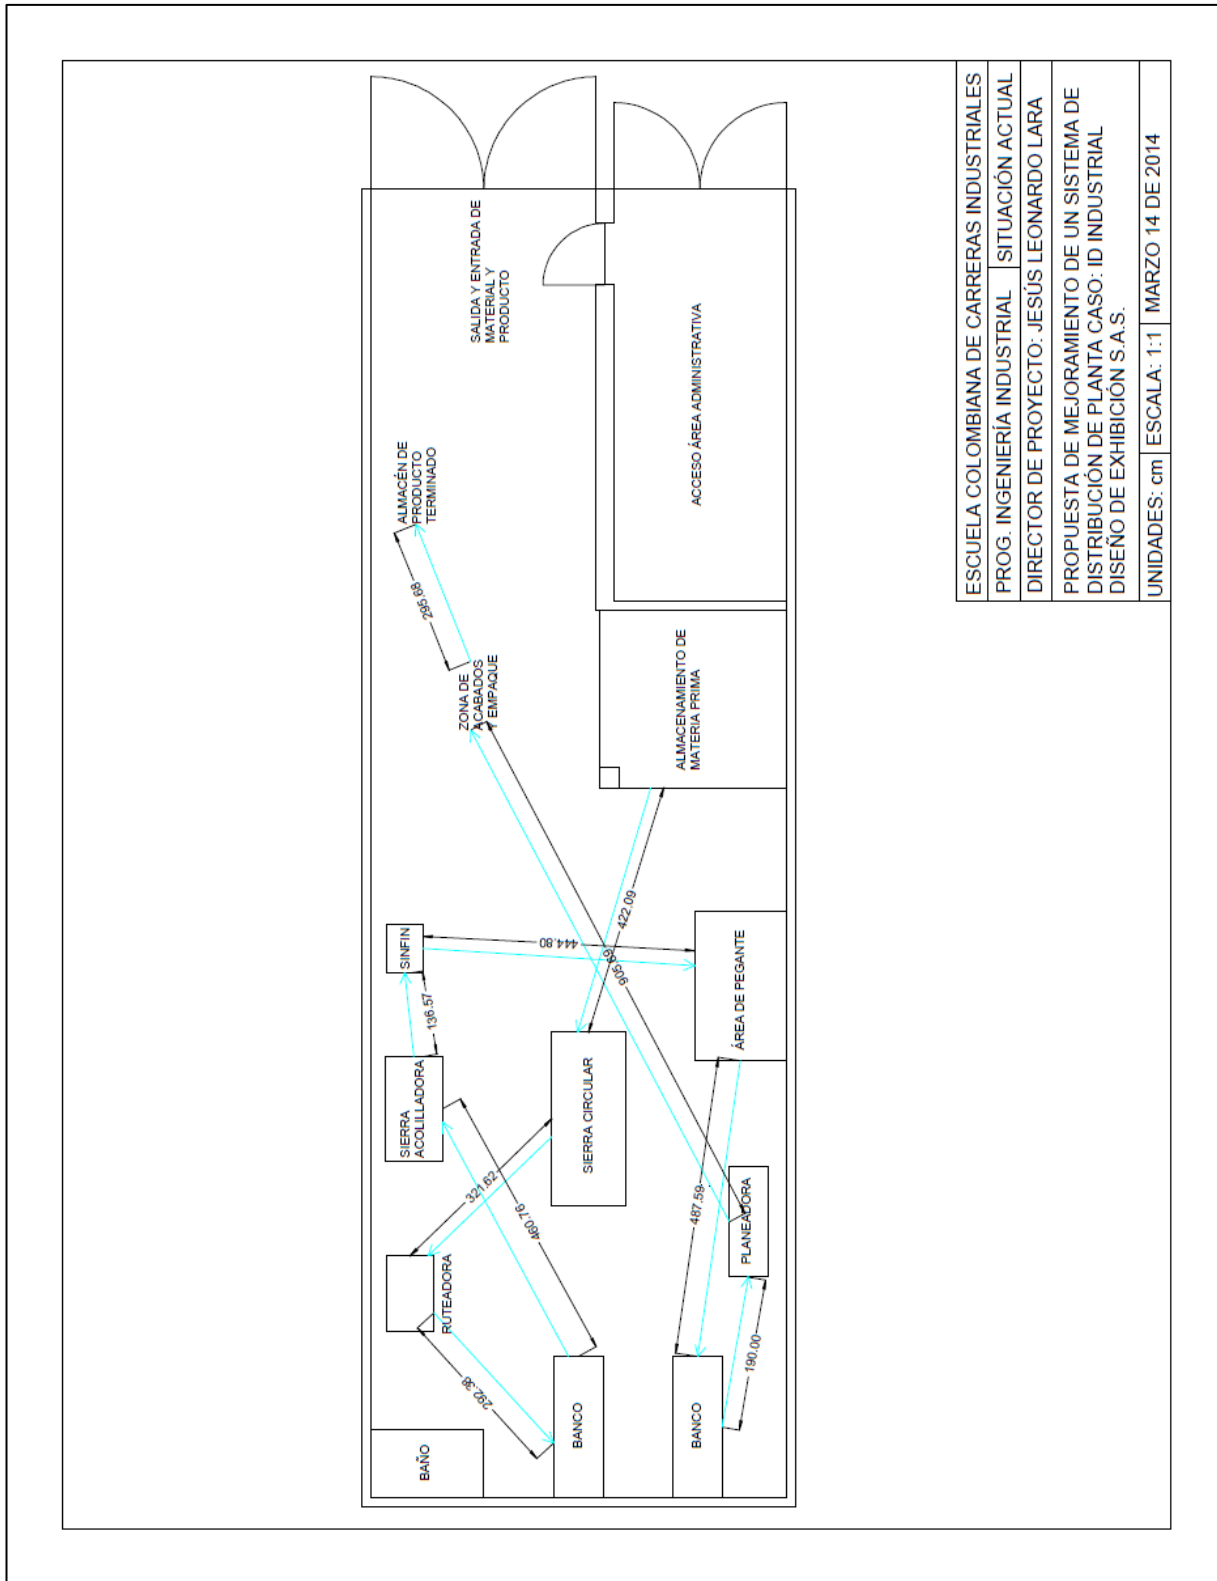 SALIDA Y ENTRADA DE
MATERIAL Y
PRODUCTO
ALMACÉN DE
PRODUCTO
TERMINADO
295.68
ZONA DE
ACABADOS
Y EMPAQUE
ACCESO ÁREA ADMINISTRATIVA
ALMACENAMIENTO DE
MATERIA PRIMA
422.09
905.69
444.80
SINFIN
136.57
SIERRA
ACOLILLADORA
SIERRA CIRCULAR
ÁREA DE PEGANTE
321.62
460.76
487.59
PLANEADORA
RUTEADORA
292.38
190.00
BANCO
BANCO
BAÑO
ESCUELA COLOMBIANA DE CARRERAS INDUSTRIALES
PROG. INGENIERÍA INDUSTRIAL
SITUACIÓN ACTUAL
DIRECTOR DE PROYECTO: JESÚS LEONARDO LARA
PROPUESTA DE MEJORAMIENTO DE UN SISTEMA DE
DISTRIBUCIÓN DE PLANTA CASO: ID INDUSTRIAL
DISEÑO DE EXHIBICIÓN S.A.S.
UNIDADES: cm
ESCALA: 1:1
MARZO 14 DE 2014